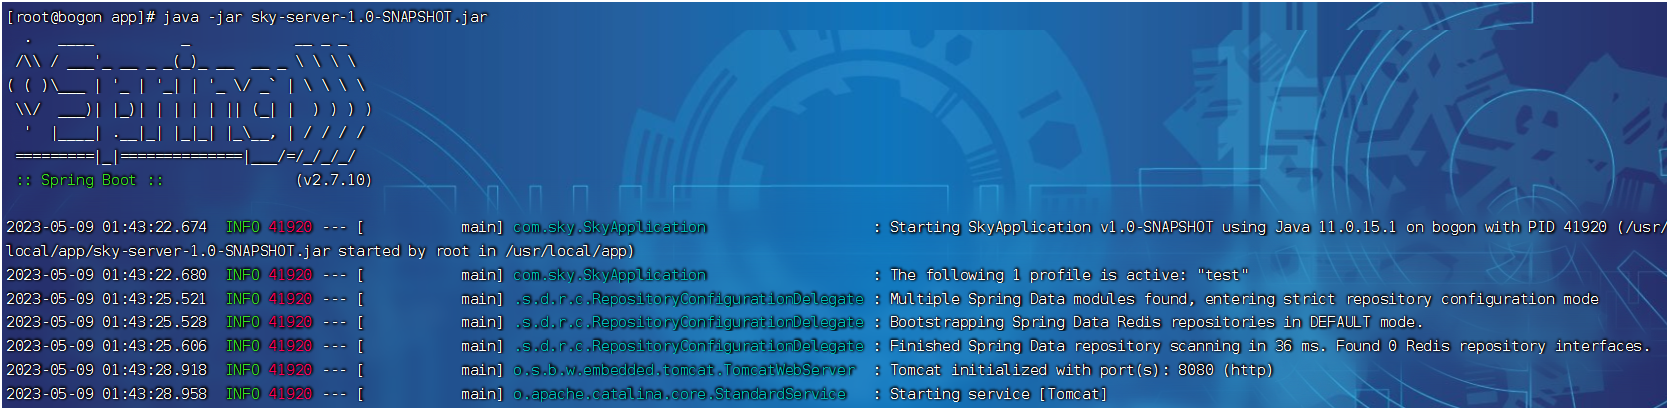 [root@bogon app]# java -jar sky-server-1.0-SNAPSHOT.jar
  .   ____          _            __ _ _
 /\\ / ___'_ __ _ _(_)_ __  __ _ \ \ \ \
( ( )\___ | '_ | '_| | '_ \/ _` | \ \ \ \
 \\/  ___)| |_)| | | | | || (_| |  ) ) ) )
  '  |____| .__|_| |_|_| |_\__, | / / / /
 =========|_|==============|___/=/_/_/_/
 :: Spring Boot ::               (v2.7.10)
2023-05-09 01:43:22.674  INFO 41920 --- [           main] com.sky.SkyApplication                   : Starting SkyApplication v1.0-SNAPSHOT using Java 11.0.15.1 on bogon with PID 41920 (/usr/
local/app/sky-server-1.0-SNAPSHOT.jar started by root in /usr/local/app)
2023-05-09 01:43:22.680  INFO 41920 --- [           main] com.sky.SkyApplication                   : The following 1 profile is active: "test"
2023-05-09 01:43:25.521  INFO 41920 --- [           main] .s.d.r.c.RepositoryConfigurationDelegate : Multiple Spring Data modules found, entering strict repository configuration mode
2023-05-09 01:43:25.528  INFO 41920 --- [           main] .s.d.r.c.RepositoryConfigurationDelegate : Bootstrapping Spring Data Redis repositories in DEFAULT mode.
2023-05-09 01:43:25.606  INFO 41920 --- [           main] .s.d.r.c.RepositoryConfigurationDelegate : Finished Spring Data repository scanning in 36 ms. Found 0 Redis repository interfaces.
2023-05-09 01:43:28.918  INFO 41920 --- [           main] o.s.b.w.embedded.tomcat.TomcatWebServer  : Tomcat initialized with port(s): 8080 (http)
2023-05-09 01:43:28.958  INFO 41920 --- [           main] o.apache.catalina.core.StandardService   : Starting service [Tomcat]